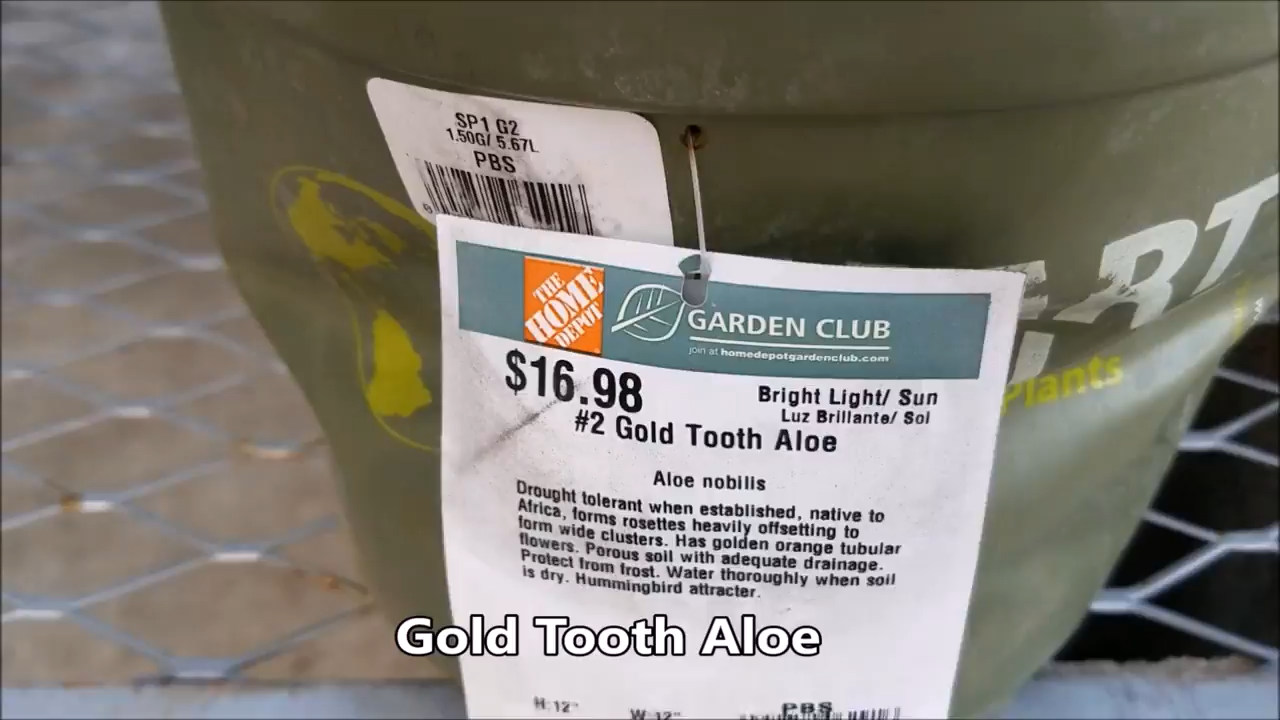 SP1 G2
1.50G/ 5.67L
PBS
THE
HOME
DEPOT
GARDEN CLUB
join at homedepotgardenclub.com
$16.98
Bright Light/ Sun
Luz Brillante/ Sol
#2 Gold Tooth Aloe
Aloe nobilis
Drought tolerant when established, native to
Africa, forms rosettes heavily offsetting to
form wide clusters. Has golden orange tubular
flowers. Porous soil with adequate drainage.
Protect from frost. Water thoroughly when soil
is dry. Hummingbird attracter.
Plants
Gold Tooth Aloe
H: 12"
W: 12"
PBS